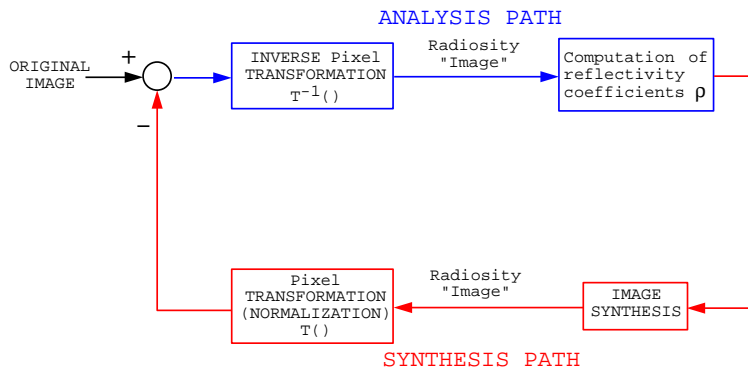 ANALYSIS PATH
ORIGINAL
IMAGE
+
−
INVERSE Pixel
TRANSFORMATION
T⁻¹()
Radiosity
"Image"
Computation of
reflectivity
coefficients ρ
Pixel
TRANSFORMATION
(NORMALIZATION)
T()
Radiosity
"Image"
IMAGE
SYNTHESIS
SYNTHESIS PATH